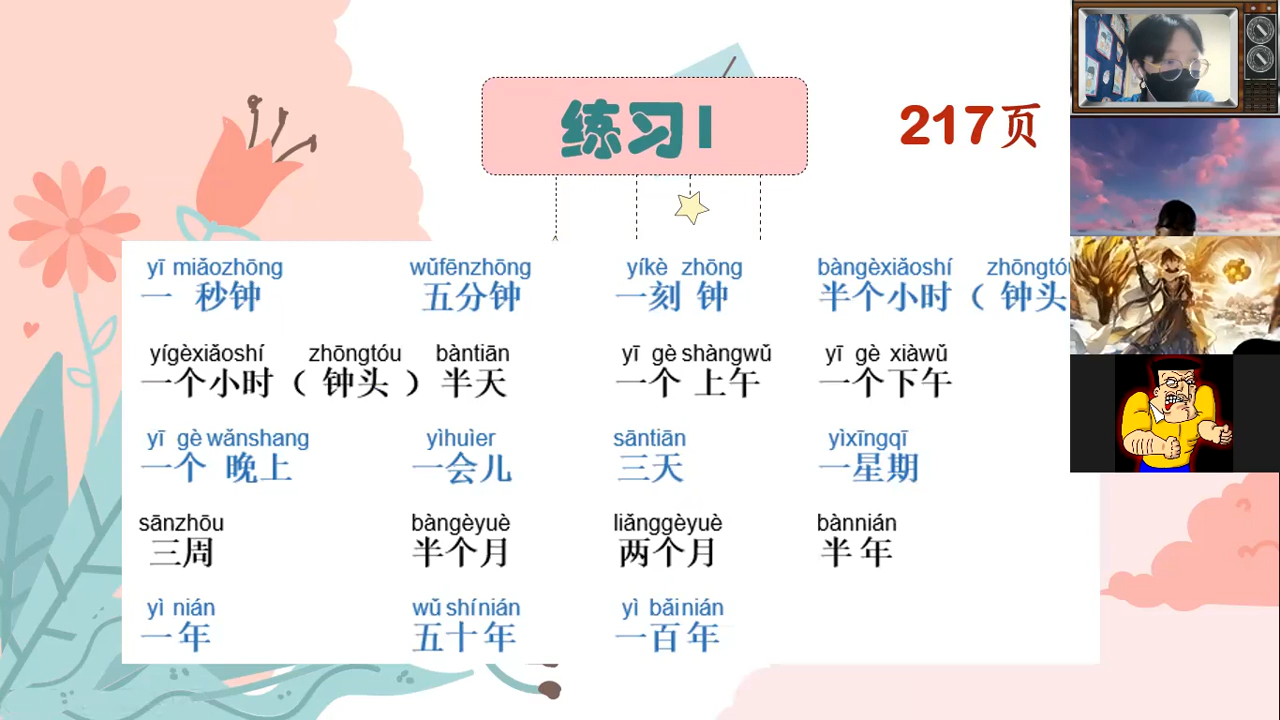 练习1
217页
yī miǎozhōng wǔfēnzhōng yíkè zhōng bàngèxiǎoshí
一 秒钟 五分钟 一刻 钟 半个小时 ( 钟头
yígèxiǎoshí zhōngtóu bàntiān yī gè shàngwǔ yī gè xiàwǔ
一个小时 ( 钟头 ) 半天 一个 上午 一个下午
yī gè wǎnshang yìhuìer sāntiān yìxīngqī
一个 晚上 一会儿 三天 一星期
sānzhōu bàngèyuè liǎnggèyuè bànnián
三周 半个月 两个月 半 年
yì nián wǔ shínián yì bǎinián
一 年 五十年 一百年